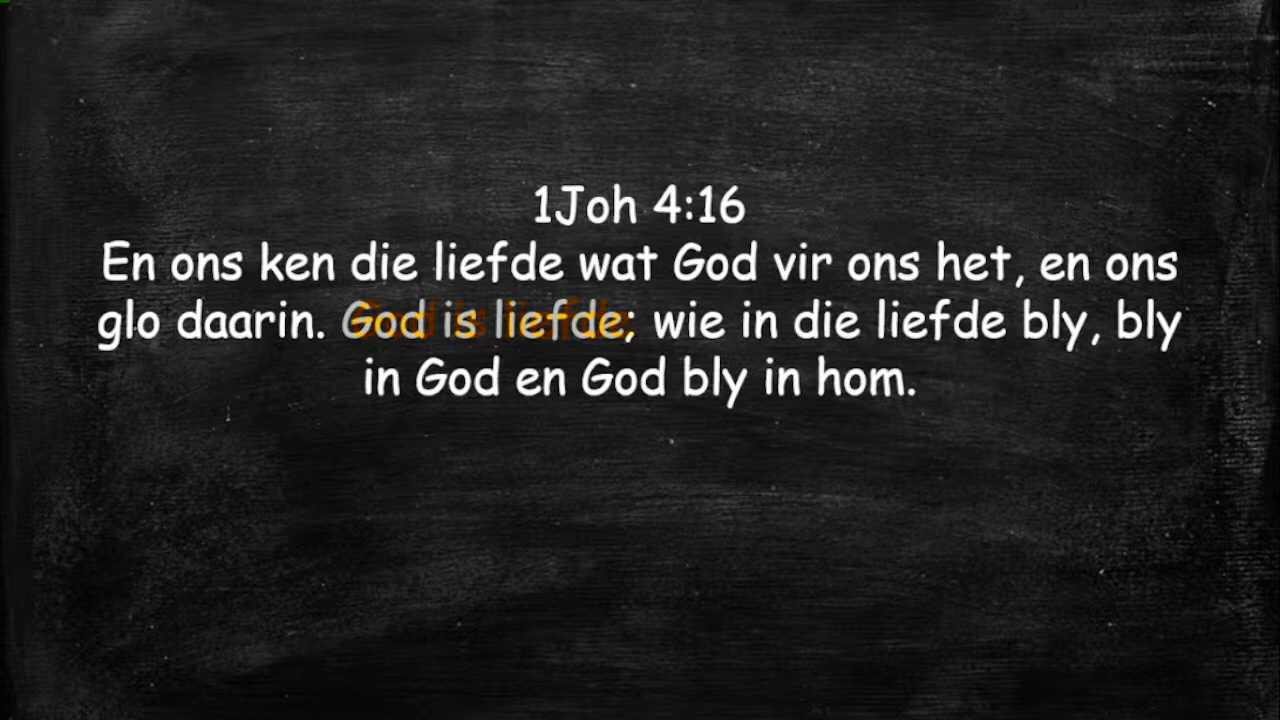 1Joh 4:16
En ons ken die liefde wat God vir ons het, en ons
glo daarin. God is liefde; wie in die liefde bly, bly
in God en God bly in hom.